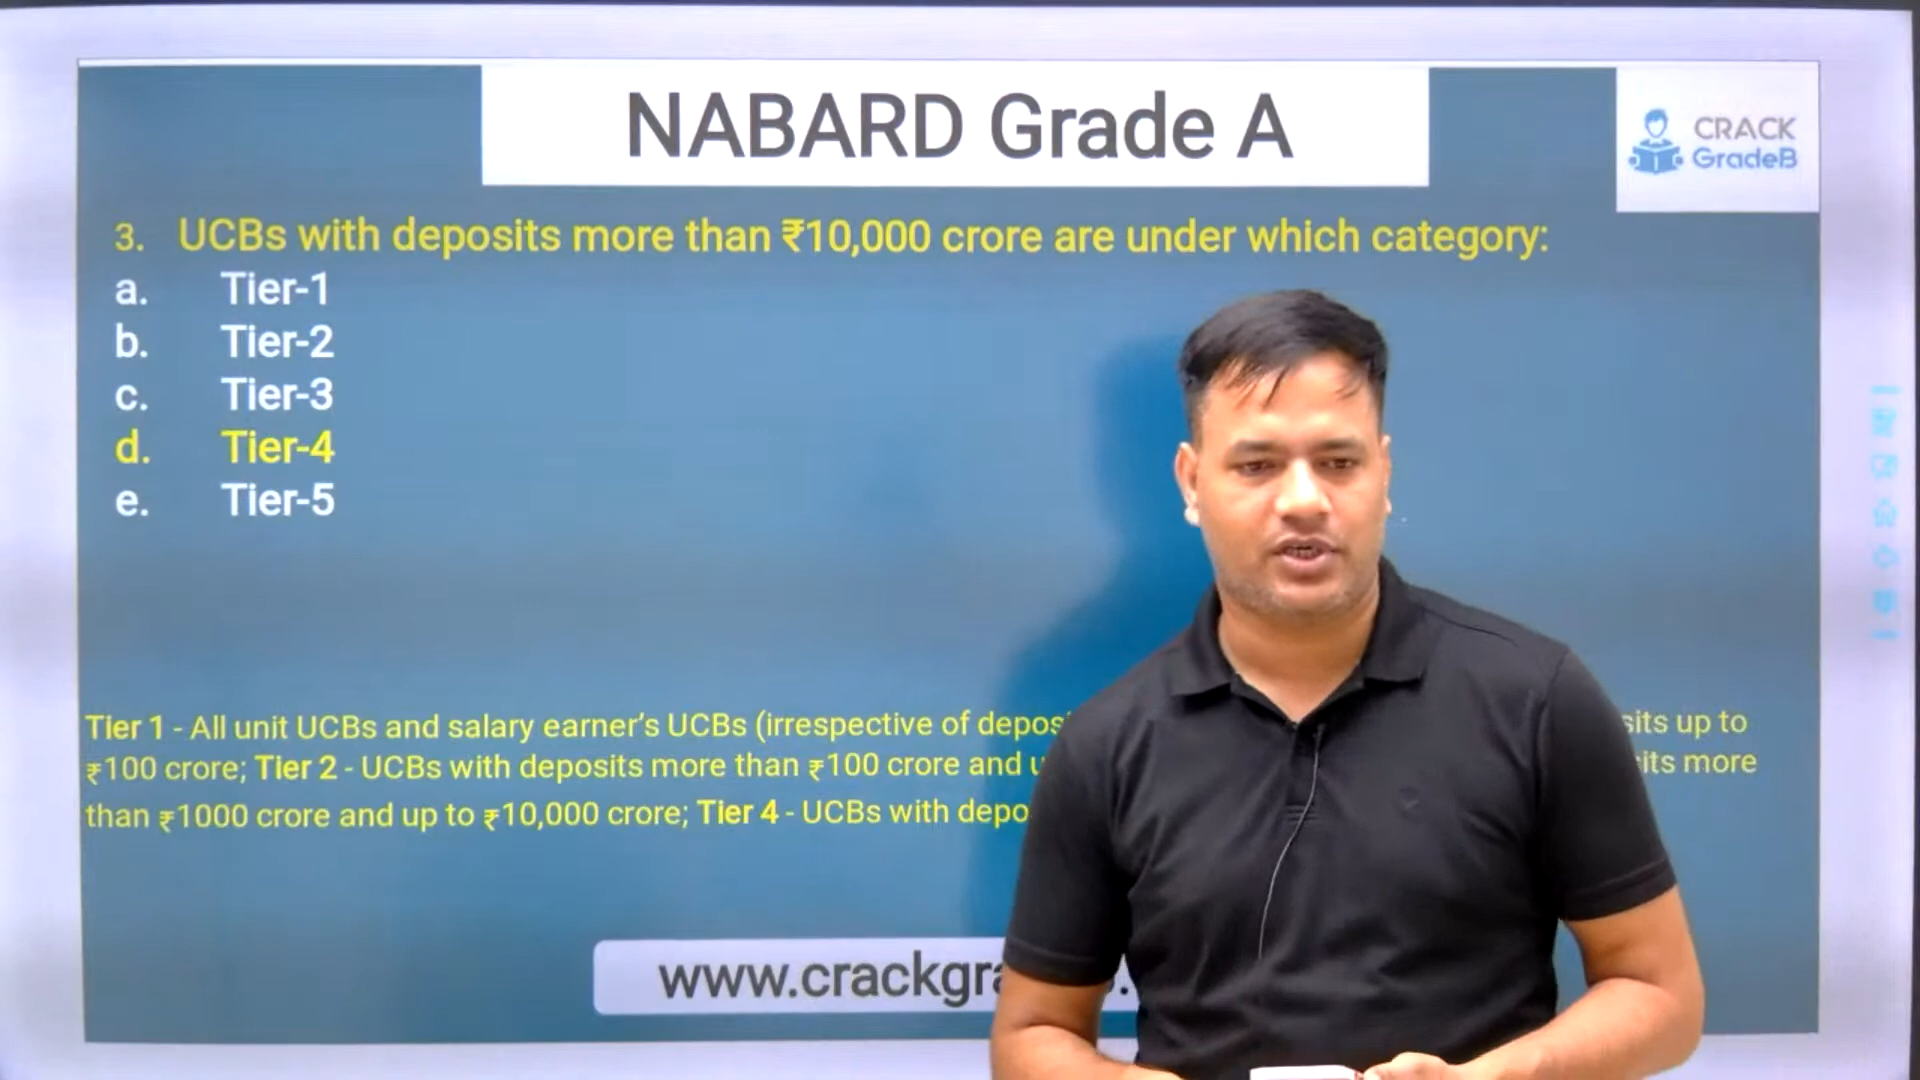 NABARD Grade A
CRACK
GradeB
3. UCBs with deposits more than ₹10,000 crore are under which category:
a. Tier-1
b. Tier-2
c. Tier-3
d. Tier-4
e. Tier-5
Tier 1 - All unit UCBs and salary earner's UCBs (irrespective of sits up to
₹100 crore; Tier 2 - UCBs with deposits more than ₹100 crore and more
than ₹1000 crore and up to ₹10,000 crore; Tier 4 - UCBs with
www.crackgra